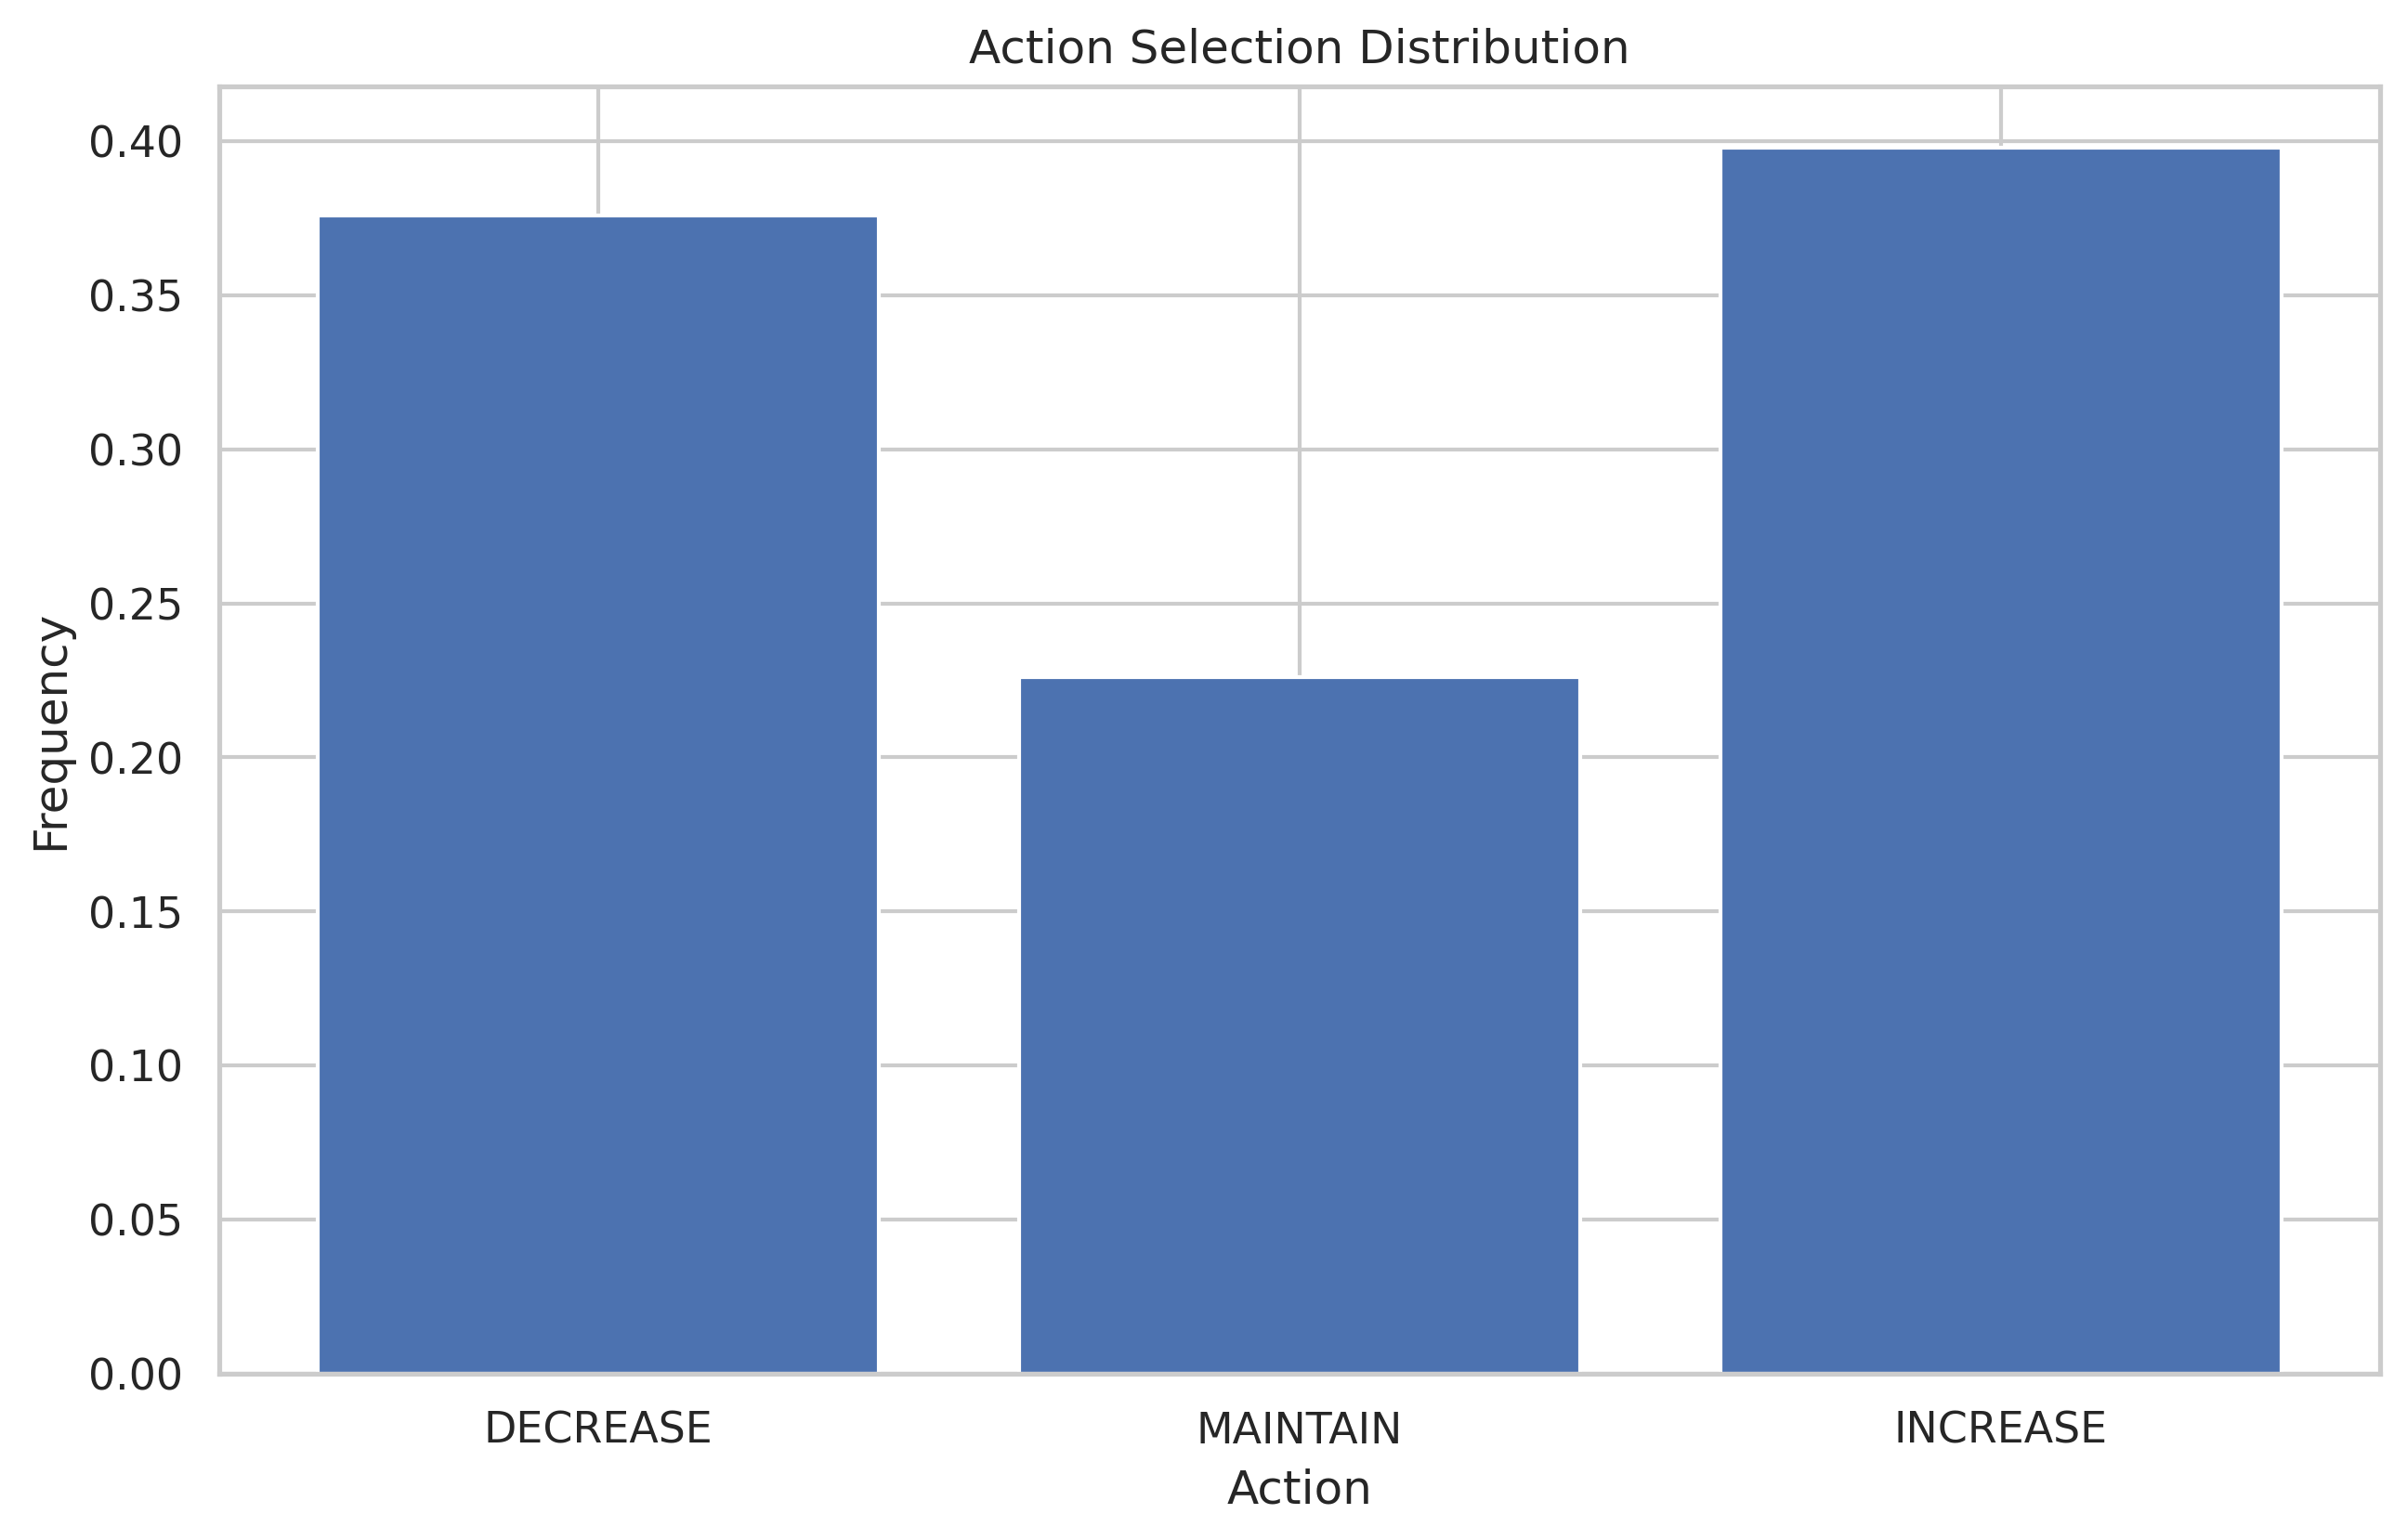 Action Selection Distribution
0.40
0.35
0.30
0.25
0.20
0.15
0.10
0.05
0.00
Frequency
DECREASE MAINTAIN INCREASE
Action